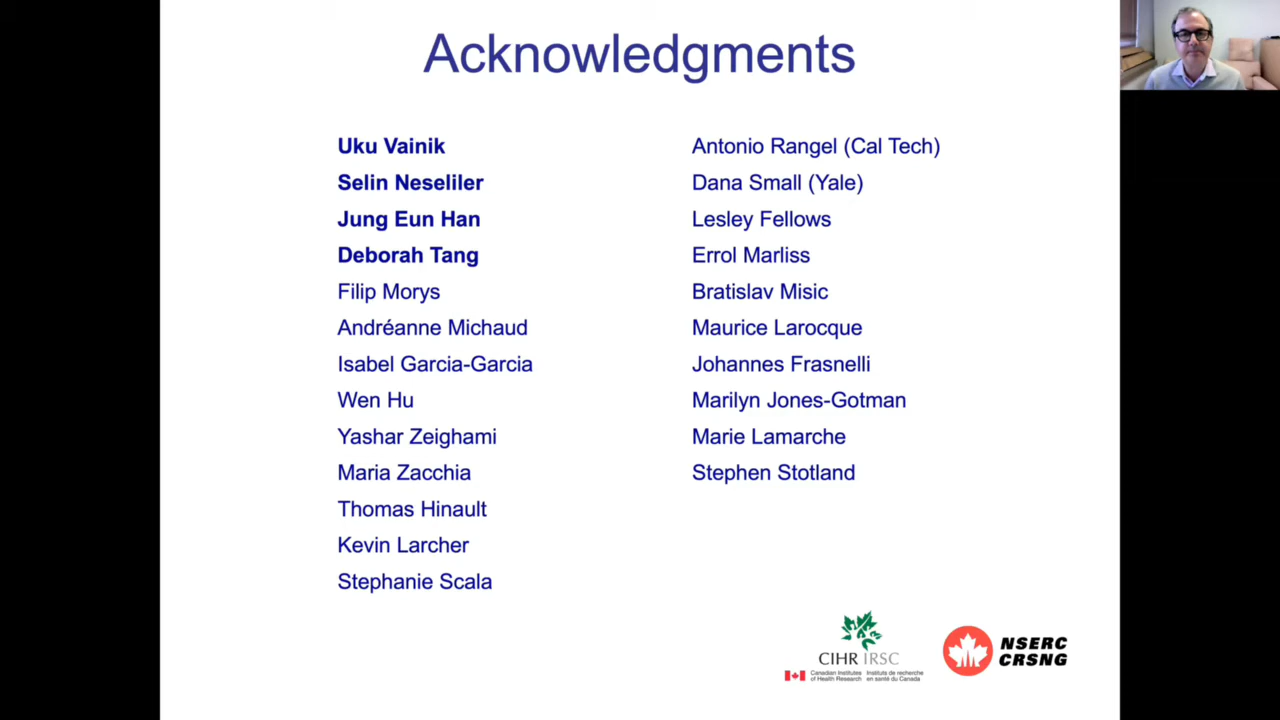 Acknowledgments
Uku Vainik
Selin Neseliler
Jung Eun Han
Deborah Tang
Filip Morys
Andréanne Michaud
Isabel Garcia-Garcia
Wen Hu
Yashar Zeighami
Maria Zacchia
Thomas Hinault
Kevin Larcher
Stephanie Scala
Antonio Rangel (Cal Tech)
Dana Small (Yale)
Lesley Fellows
Errol Marliss
Bratislav Misic
Maurice Larocque
Johannes Frasnelli
Marilyn Jones-Gotman
Marie Lamarche
Stephen Stotland
CIHR IRSC
Canadian Institutes of Health Research
Instituts de recherche en santé du Canada
NSERC
CRSNG